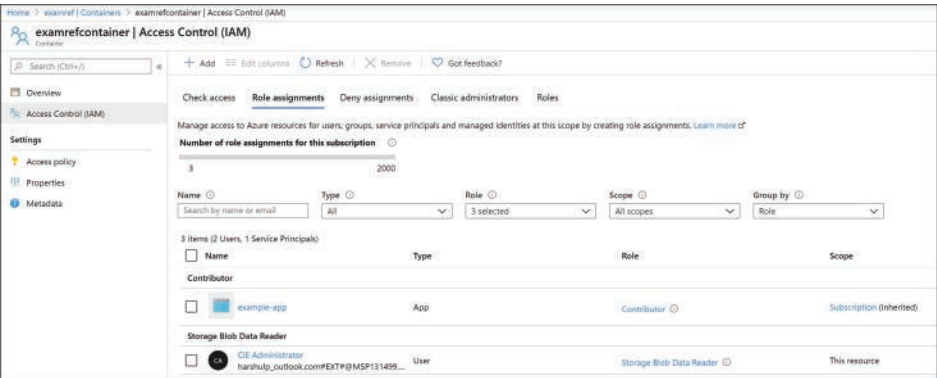 Home > examref | Containers > examrefcontainer | Access Control (IAM)
examrefcontainer | Access Control (IAM)
Container
Search (Ctrl+/)
Add Edit columns Refresh Remove Got feedback?
Overview
Access Control (IAM)
Settings
Access policy
Properties
Metadata
Check access Role assignments Deny assignments Classic administrators Roles
Manage access to Azure resources for users, groups, service principals and managed identities at this scope by creating role assignments. Learn more
Number of role assignments for this subscription
3 2000
Name Type Role Scope Group by
Search by name or email All 3 selected All scopes Role
3 items (2 Users, 1 Service Principals)
Name Type Role Scope
Contributor
example-app App Contributor Subscription (Inherited)
Storage Blob Data Reader
CA CIE Administrator User Storage Blob Data Reader This resource
harshulp_outlook.com#EXT#@MSP131499...